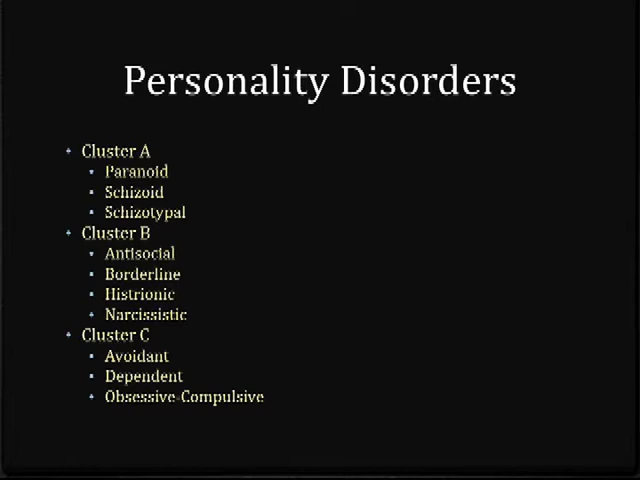 Personality Disorders
Cluster A
Paranoid
Schizoid
Schizotypal
Cluster B
Antisocial
Borderline
Histrionic
Narcissistic
Cluster C
Avoidant
Dependent
Obsessive-Compulsive